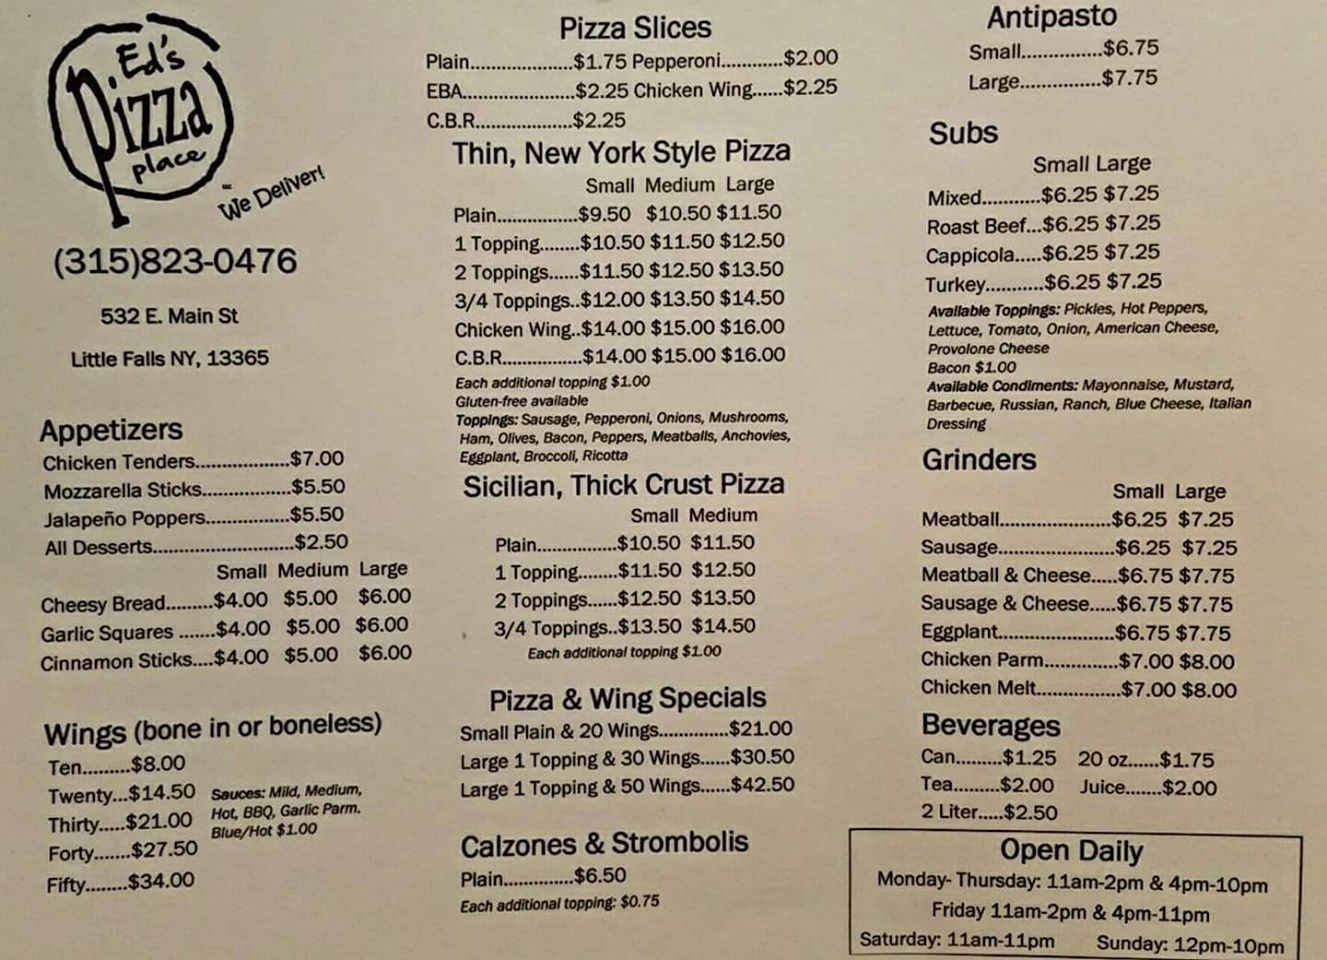 Ed's
Pizza
place
We Deliver!
(315)823-0476
532 E. Main St
Little Falls NY, 13365
Appetizers
Chicken Tenders..................$7.00
Mozzarella Sticks.................$5.50
Jalapeño Poppers................$5.50
All Desserts...........................$2.50
Small Medium Large
Cheesy Bread.........$4.00 $5.00 $6.00
Garlic Squares .......$4.00 $5.00 $6.00
Cinnamon Sticks....$4.00 $5.00 $6.00
Wings (bone in or boneless)
Ten.........$8.00
Twenty...$14.50
Thirty.....$21.00
Forty.......$27.50
Fifty........$34.00
Sauces: Mild, Medium,
Hot, BBQ, Garlic Parm.
Blue/Hot $1.00
Pizza Slices
Plain....................$1.75 Pepperoni............$2.00
EBA......................$2.25 Chicken Wing......$2.25
C.B.R...................$2.25
Thin, New York Style Pizza
Small Medium Large
Plain................$9.50 $10.50 $11.50
1 Topping........$10.50 $11.50 $12.50
2 Toppings......$11.50 $12.50 $13.50
3/4 Toppings..$12.00 $13.50 $14.50
Chicken Wing..$14.00 $15.00 $16.00
C.B.R................$14.00 $15.00 $16.00
Each additional topping $1.00
Gluten-free available
Toppings: Sausage, Pepperoni, Onions, Mushrooms,
Ham, Olives, Bacon, Peppers, Meatballs, Anchovies,
Eggplant, Broccoli, Ricotta
Sicilian, Thick Crust Pizza
Small Medium
Plain................$10.50 $11.50
1 Topping........$11.50 $12.50
2 Toppings......$12.50 $13.50
3/4 Toppings..$13.50 $14.50
Each additional topping $1.00
Pizza & Wing Specials
Small Plain & 20 Wings..............$21.00
Large 1 Topping & 30 Wings......$30.50
Large 1 Topping & 50 Wings......$42.50
Calzones & Strombolis
Plain..............$6.50
Each additional topping: $0.75
Antipasto
Small...............$6.75
Large...............$7.75
Subs
Small Large
Mixed...........$6.25 $7.25
Roast Beef...$6.25 $7.25
Cappicola.....$6.25 $7.25
Turkey...........$6.25 $7.25
Available Toppings: Pickles, Hot Peppers,
Lettuce, Tomato, Onion, American Cheese,
Provolone Cheese
Bacon $1.00
Available Condiments: Mayonnaise, Mustard,
Barbecue, Russian, Ranch, Blue Cheese, Italian
Dressing
Grinders
Small Large
Meatball.....................$6.25 $7.25
Sausage......................$6.25 $7.25
Meatball & Cheese.....$6.75 $7.75
Sausage & Cheese.....$6.75 $7.75
Eggplant......................$6.75 $7.75
Chicken Parm..............$7.00 $8.00
Chicken Melt................$7.00 $8.00
Beverages
Can.........$1.25 20 oz......$1.75
Tea.........$2.00 Juice.......$2.00
2 Liter.....$2.50
Open Daily
Monday- Thursday: 11am-2pm & 4pm-10pm
Friday 11am-2pm & 4pm-11pm
Saturday: 11am-11pm Sunday: 12pm-10pm